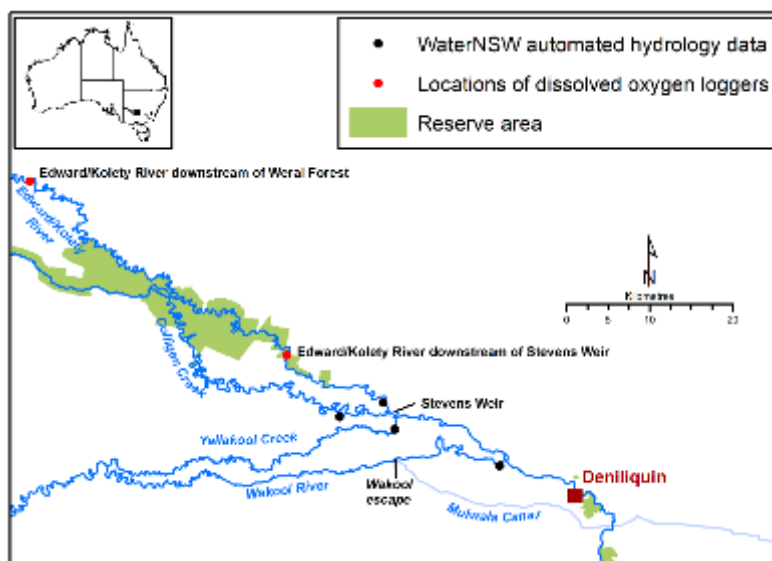 WaterNSW automated hydrology data
Locations of dissolved oxygen loggers
Reserve area
Edward/Kolety River downstream of Werai Forest
Edward/Kolety
River
N
Kilometres
0 5 10 20
Colligen Creek
Edward/Kolety River downstream of Stevens Weir
Stevens Weir
Yallakool Creek
Wakool River
Wakool
escape
Deniliquin
Mulwala Canal